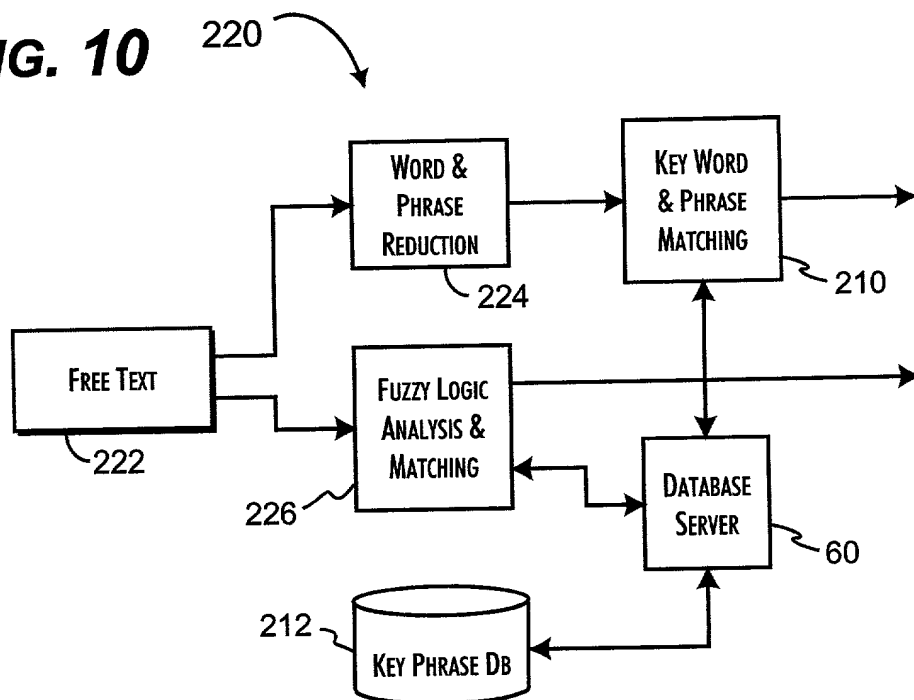 IG. 10
220
WORD &
PHRASE
REDUCTION
224
KEY WORD
& PHRASE
MATCHING
210
FREE TEXT
222
FUZZY LOGIC
ANALYSIS &
MATCHING
226
DATABASE
SERVER
60
212
KEY PHRASE DB